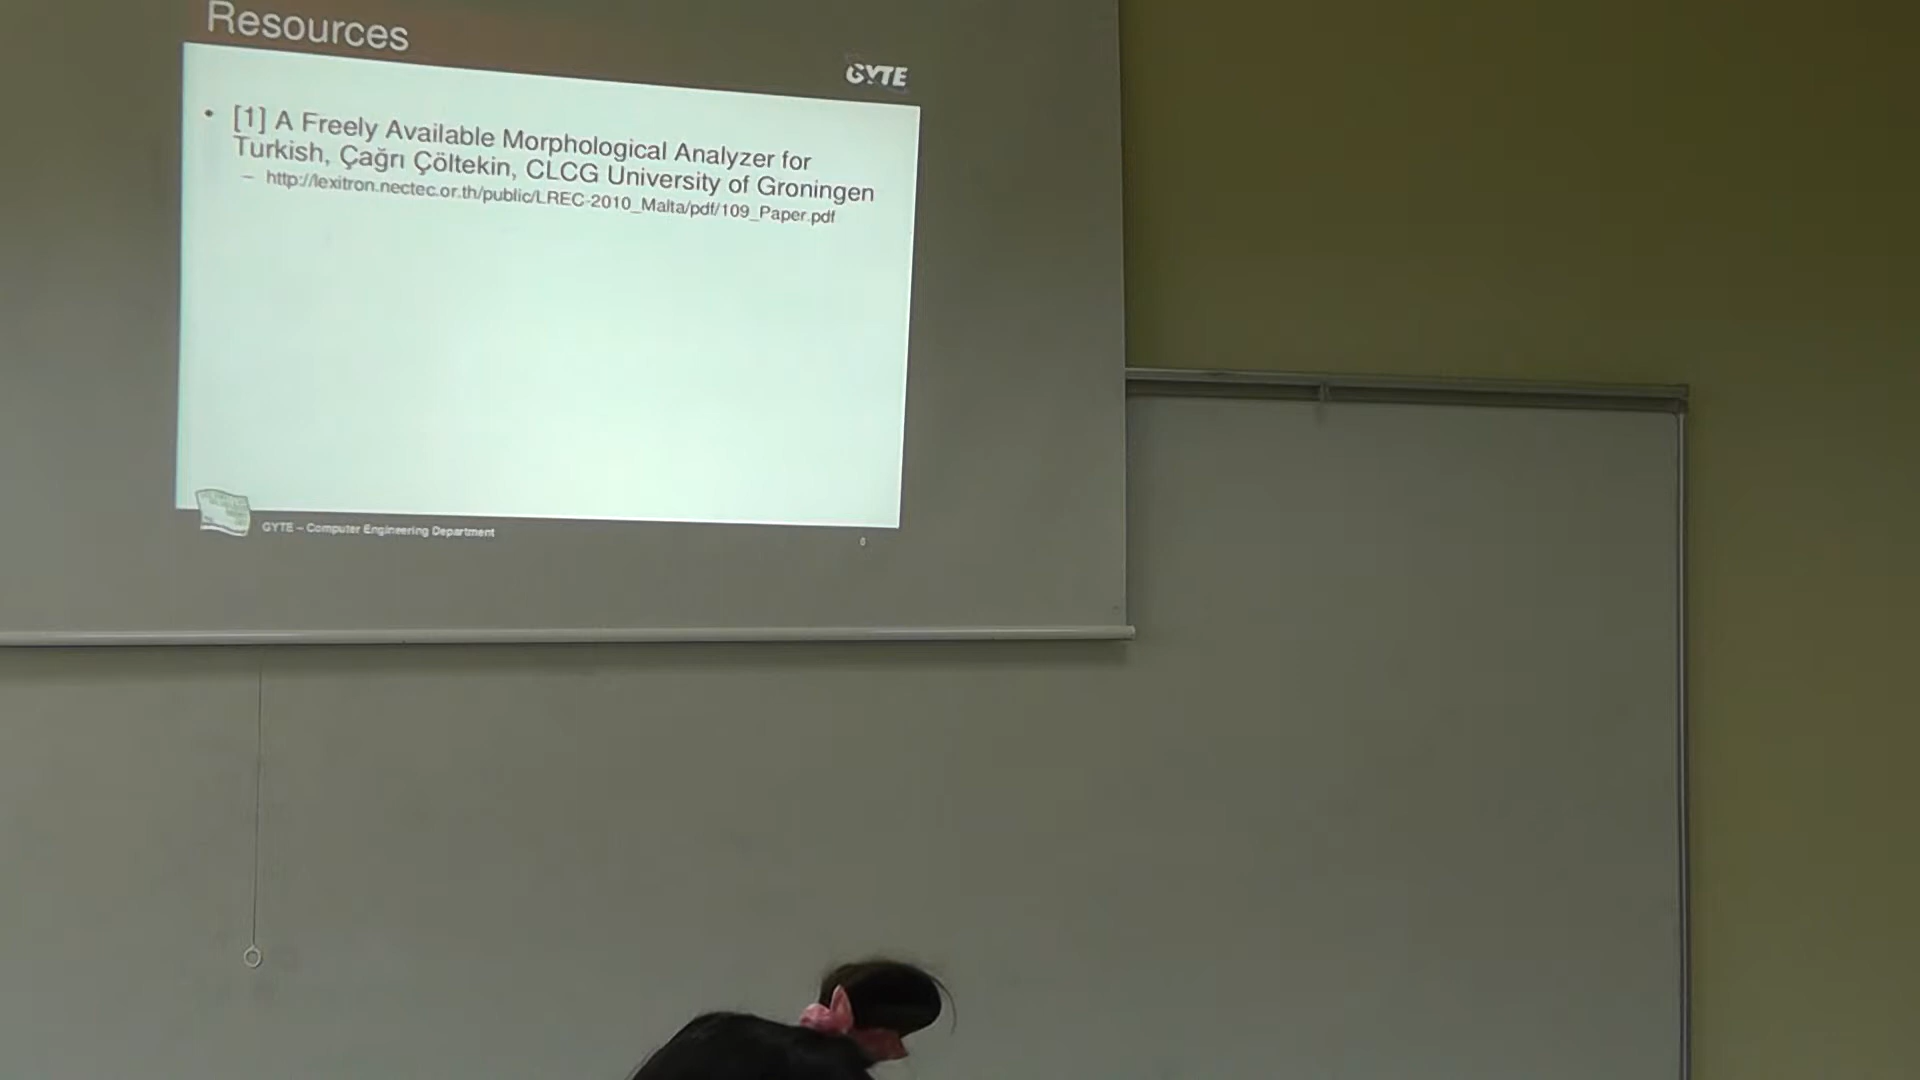 Resources
GYTE
• [1] A Freely Available Morphological Analyzer for
Turkish, Çağrı Çöltekin, CLCG University of Groningen
– http://lexitron.nectec.or.th/public/LREC-2010_Malta/pdf/109_Paper.pdf
GYTE – Computer Engineering Department